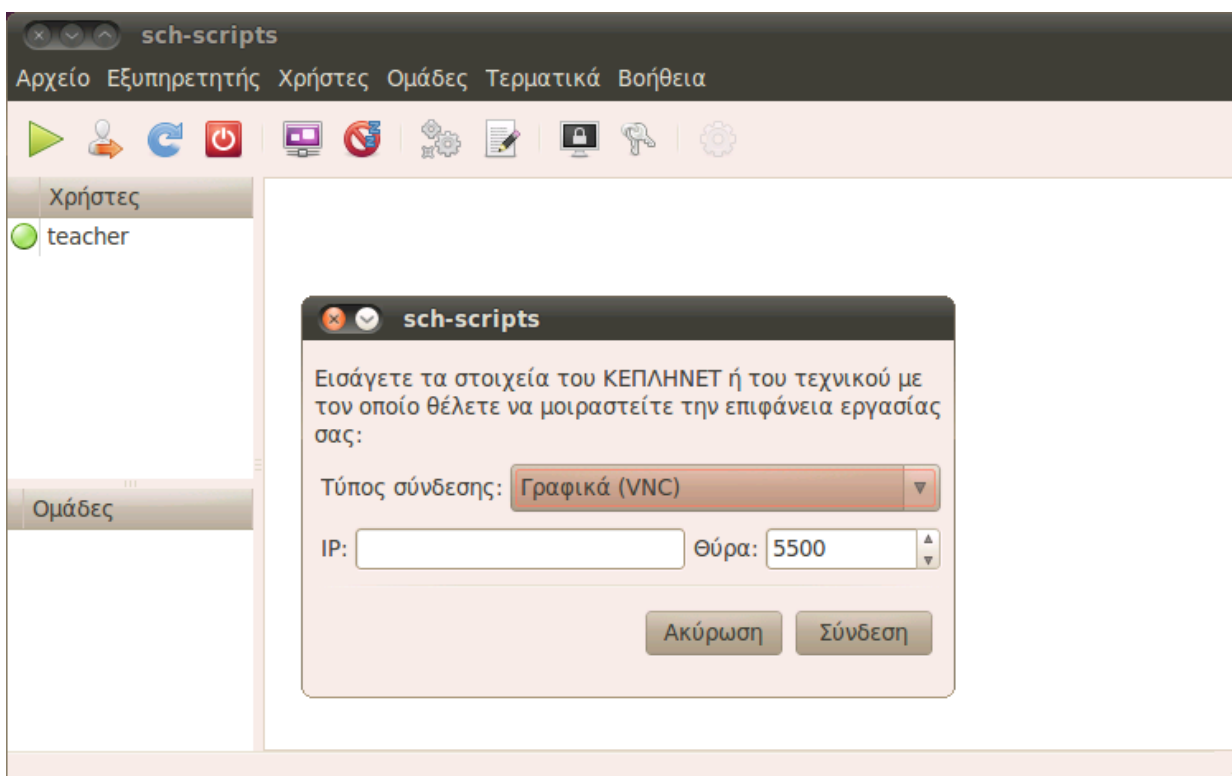 sch-scripts
Αρχείο Εξυπηρετητής Χρήστες Ομάδες Τερματικά Βοήθεια
Χρήστες
teacher
Ομάδες
sch-scripts
Εισάγετε τα στοιχεία του ΚΕΠΛΗΝΕΤ ή του τεχνικού με
τον οποίο θέλετε να μοιραστείτε την επιφάνεια εργασίας
σας:
Τύπος σύνδεσης: Γραφικά (VNC)
IP: Θύρα: 5500
Ακύρωση Σύνδεση